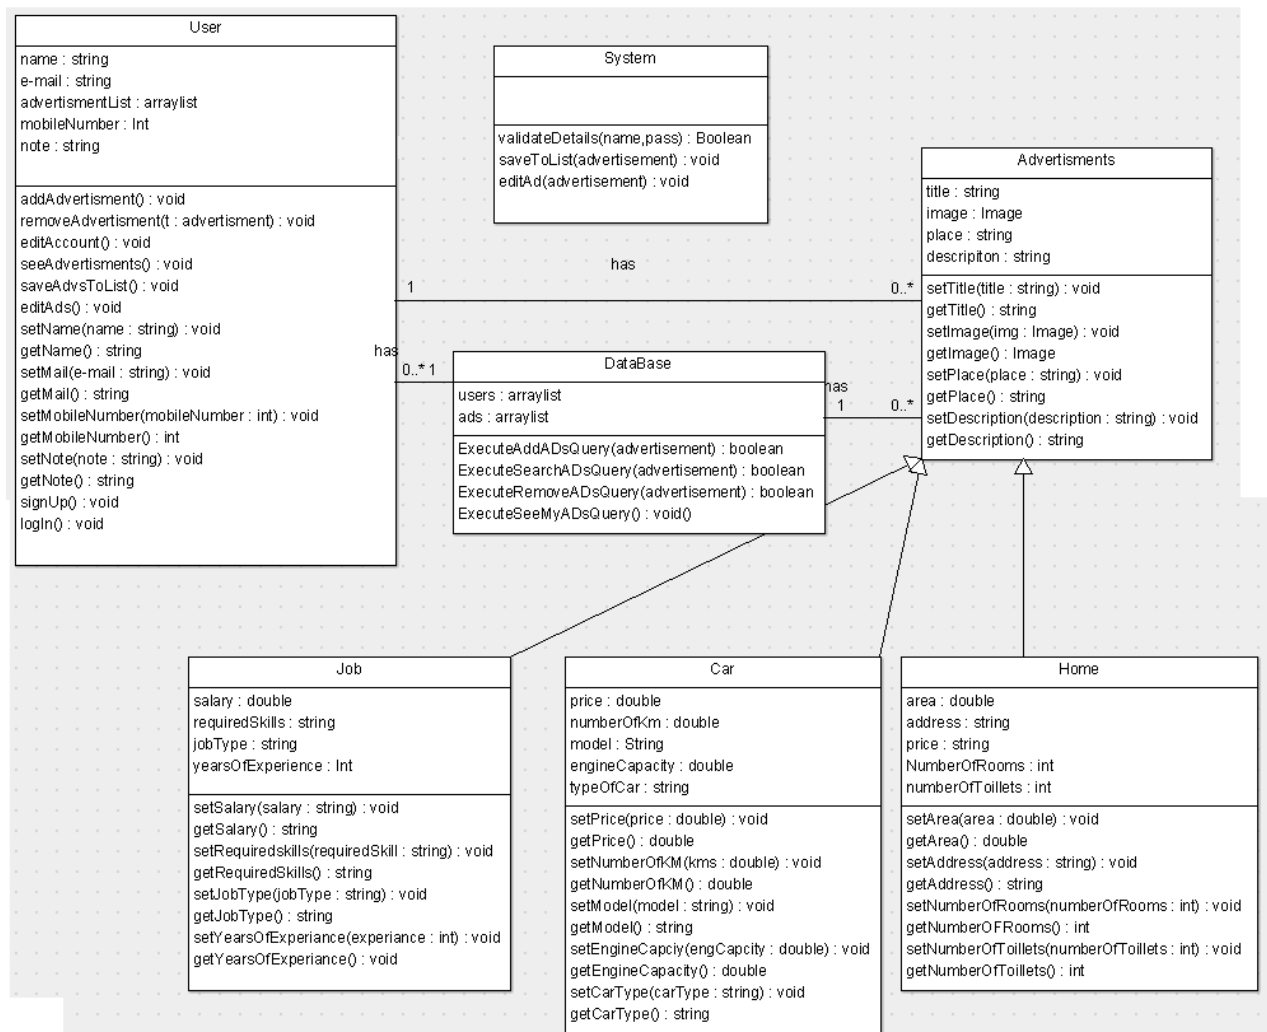 User
name : string
e-mail : string
advertismentList : arraylist
mobileNumber : Int
note : string
addAdvertisment() : void
removeAdvertisment(t : advertisment) : void
editAccount() : void
seeAdvertisments() : void
saveAdvsToList() : void
editAds() : void
setName(name : string) : void
getName() : string
setMail(e-mail : string) : void
getMail() : string
setMobileNumber(mobileNumber : int) : void
getMobileNumber() : int
setNote(note : string) : void
getNote() : string
signUp() : void
logIn() : void
System
validateDetails(name,pass) : Boolean
saveToList(advertisement) : void
editAd(advertisement) : void
has
1
0..*
has
0..* 1
DataBase
users : arraylist
ads : arraylist
ExecuteAddADsQuery(advertisement) : boolean
ExecuteSearchADsQuery(advertisement) : boolean
ExecuteRemoveADsQuery(advertisement) : boolean
ExecuteSeeMyADsQuery() : void()
has
1
0..*
Advertisments
title : string
image : Image
place : string
descripiton : string
setTitle(title : string) : void
getTitle() : string
setImage(img : Image) : void
getImage() : Image
setPlace(place : string) : void
getPlace() : string
setDescription(description : string) : void
getDescription() : string
Job
salary : double
requiredSkills : string
jobType : string
yearsOfExperience : Int
setSalary(salary : string) : void
getSalary() : string
setRequiredskills(requiredSkill : string) : void
getRequiredSkills() : string
setJobType(jobType : string) : void
getJobType() : string
setYearsOfExperiance(experiance : int) : void
getYearsOfExperiance() : void
Car
price : double
numberOfKm : double
model : String
engineCapacity : double
typeOfCar : string
setPrice(price : double) : void
getPrice() : double
setNumberOfKM(kms : double) : void
getNumberOfKM() : double
setModel(model : string) : void
getModel() : string
setEngineCapciy(engCapcity : double) : void
getEngineCapacity() : double
setCarType(carType : string) : void
getCarType() : string
Home
area : double
address : string
price : string
NumberOfRooms : int
numberOfToillets : int
setArea(area : double) : void
getArea() : double
setAddress(address : string) : void
getAddress() : string
setNumberOfRooms(numberOfRooms : int) : void
getNumberOFRooms() : int
setNumberOfToillets(numberOfToillets : int) : void
getNumberOfToillets() : int